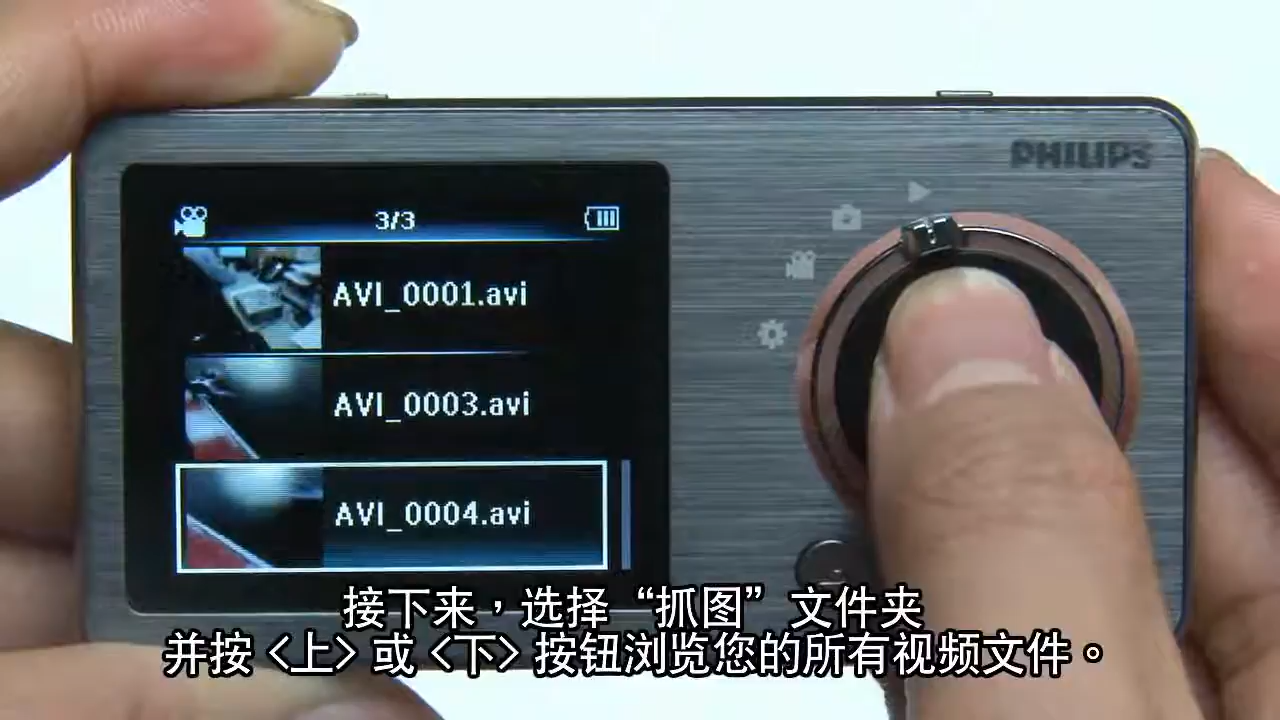 PHILIPS
3/3
AVI_0001.avi
AVI_0003.avi
AVI_0004.avi
接下来，选择“抓图”文件夹
并按 <上> 或 <下> 按钮浏览您的所有视频文件。